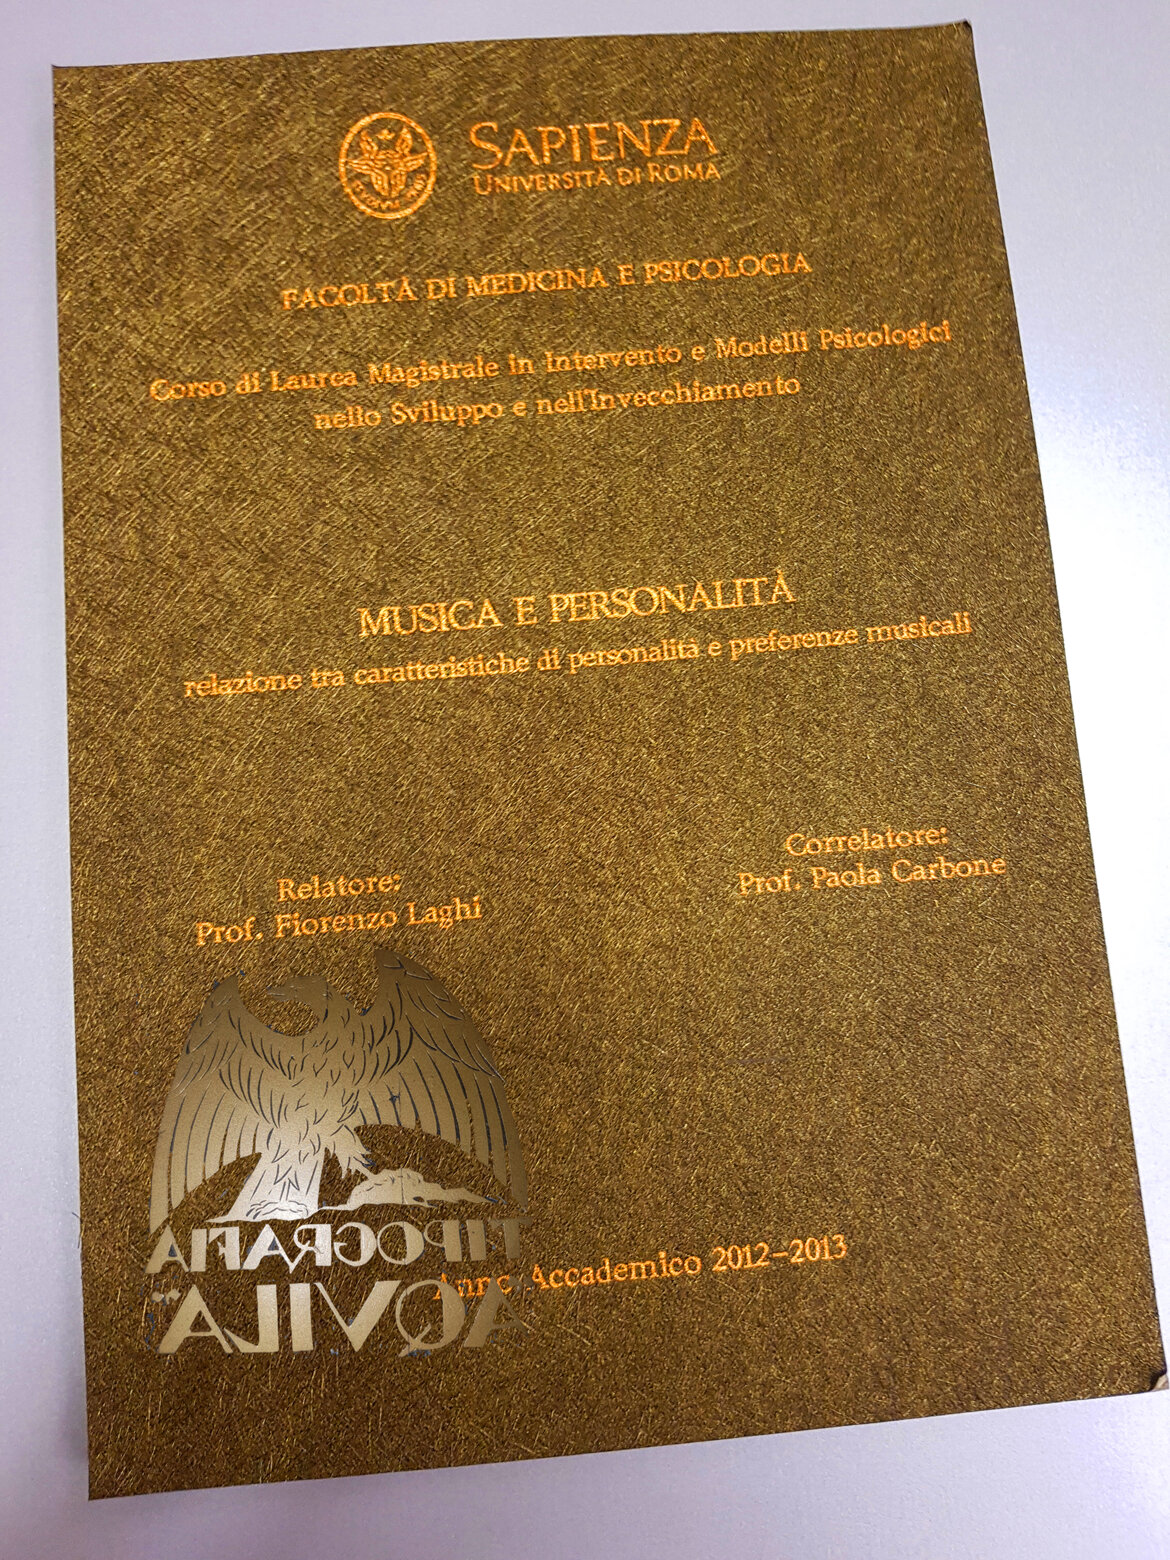 SAPIENZA
UNIVERSITÀ DI ROMA
FACOLTÀ DI MEDICINA E PSICOLOGIA
Corso di Laurea Magistrale in Intervento e Modelli Psicologici
nello Sviluppo e nell'Invecchiamento
MUSICA E PERSONALITÀ
relazione tra caratteristiche di personalità e preferenze musicali
Relatore:
Prof. Fiorenzo Laghi
Correlatore:
Prof. Paola Carbone
TIPOGRAFIA
"AQVILA"
Anno Accademico 2012-2013